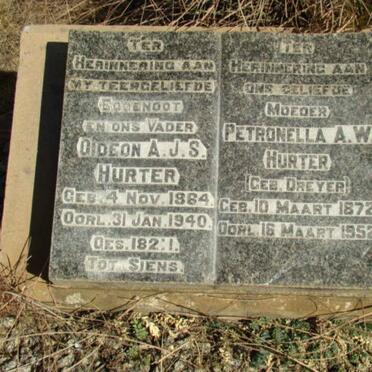 TER
HERINNERING AAN
MY TEERGELIEFDE
EGGENOOT
EN ONS VADER
GIDEON A.J.S.
HURTER
GEB. 4 NOV. 1864.
OORL. 31 JAN. 1940.
GES. 182:1.
TOT SIENS.
TER
HERINNERING AAN
ONS GELIEFDE
MOEDER
PETRONELLA A.W.
HURTER
(GEB. DREYER)
GEB. 10 MAART 1872
OORL. 16 MAART 1952